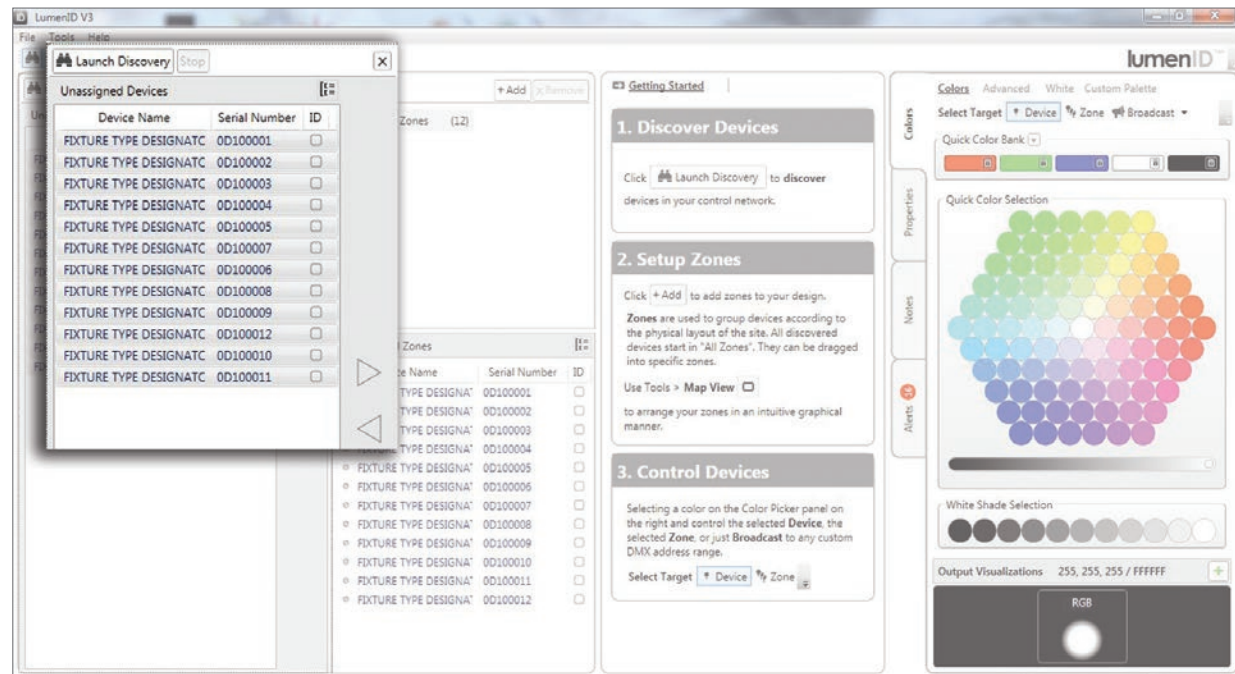 LumenID V3
File Tools Help
lumenID™
Launch Discovery Stop
Unassigned Devices
Device Name Serial Number ID
FIXTURE TYPE DESIGNATC 0D100001
FIXTURE TYPE DESIGNATC 0D100002
FIXTURE TYPE DESIGNATC 0D100003
FIXTURE TYPE DESIGNATC 0D100004
FIXTURE TYPE DESIGNATC 0D100005
FIXTURE TYPE DESIGNATC 0D100007
FIXTURE TYPE DESIGNATC 0D100006
FIXTURE TYPE DESIGNATC 0D100008
FIXTURE TYPE DESIGNATC 0D100009
FIXTURE TYPE DESIGNATC 0D100012
FIXTURE TYPE DESIGNATC 0D100010
FIXTURE TYPE DESIGNATC 0D100011
+ Add x Remove
Zones (12)
Zones
Name Serial Number ID
TYPE DESIGNA 0D100001
TYPE DESIGNA 0D100002
TYPE DESIGNA 0D100003
TYPE DESIGNA 0D100004
FIXTURE TYPE DESIGNA 0D100005
FIXTURE TYPE DESIGNA 0D100006
FIXTURE TYPE DESIGNA 0D100007
FIXTURE TYPE DESIGNA 0D100008
FIXTURE TYPE DESIGNA 0D100009
FIXTURE TYPE DESIGNA 0D100010
FIXTURE TYPE DESIGNA 0D100011
FIXTURE TYPE DESIGNA 0D100012
Getting Started
1. Discover Devices
Click Launch Discovery to discover
devices in your control network.
2. Setup Zones
Click + Add to add zones to your design.
Zones are used to group devices according to
the physical layout of the site. All discovered
devices start in "All Zones". They can be dragged
into specific zones.
Use Tools > Map View
to arrange your zones in an intuitive graphical
manner.
3. Control Devices
Selecting a color on the Color Picker panel on
the right and control the selected Device, the
selected Zone, or just Broadcast to any custom
DMX address range.
Select Target Device Zone
Colors
Properties
Notes
Alerts 36
Colors Advanced White Custom Palette
Select Target Device Zone Broadcast
Quick Color Bank
Quick Color Selection
White Shade Selection
Output Visualizations 255, 255, 255 / FFFFFF +
RGB